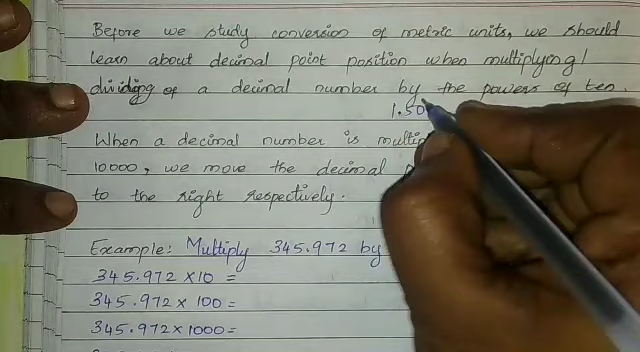 Before we study conversion of metric units, we should
learn about decimal point position when multiplying/
dividing of a decimal number by the powers of ten.
1.50
When a decimal number is
10000, we move the decimal
to the right respectively.
Example: Multiply 345.972 by
345.972 × 10 =
345.972 × 100 =
345.972 × 1000 =